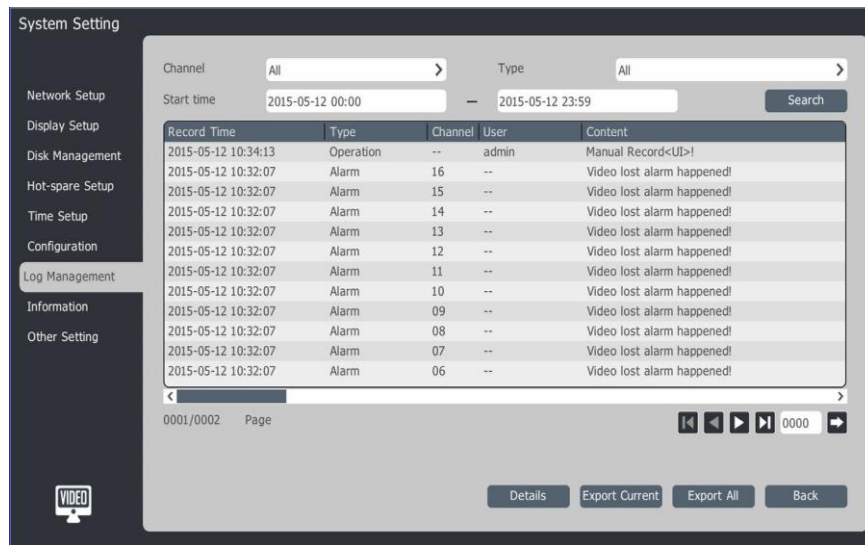 System Setting
Channel All > Type All >
Network Setup Start time 2015-05-12 00:00 — 2015-05-12 23:59 Search
Display Setup Record Time Type Channel User Content
2015-05-12 10:34:13 Operation -- admin Manual Record<UI>!
Disk Management 2015-05-12 10:32:07 Alarm 16 -- Video lost alarm happened!
Hot-spare Setup 2015-05-12 10:32:07 Alarm 15 -- Video lost alarm happened!
2015-05-12 10:32:07 Alarm 14 -- Video lost alarm happened!
Time Setup 2015-05-12 10:32:07 Alarm 13 -- Video lost alarm happened!
Configuration 2015-05-12 10:32:07 Alarm 12 -- Video lost alarm happened!
Log Management 2015-05-12 10:32:07 Alarm 11 -- Video lost alarm happened!
2015-05-12 10:32:07 Alarm 10 -- Video lost alarm happened!
Information 2015-05-12 10:32:07 Alarm 09 -- Video lost alarm happened!
Other Setting 2015-05-12 10:32:07 Alarm 08 -- Video lost alarm happened!
2015-05-12 10:32:07 Alarm 07 -- Video lost alarm happened!
2015-05-12 10:32:07 Alarm 06 -- Video lost alarm happened!
0001/0002 Page 0000
VIDEO Details Export Current Export All Back